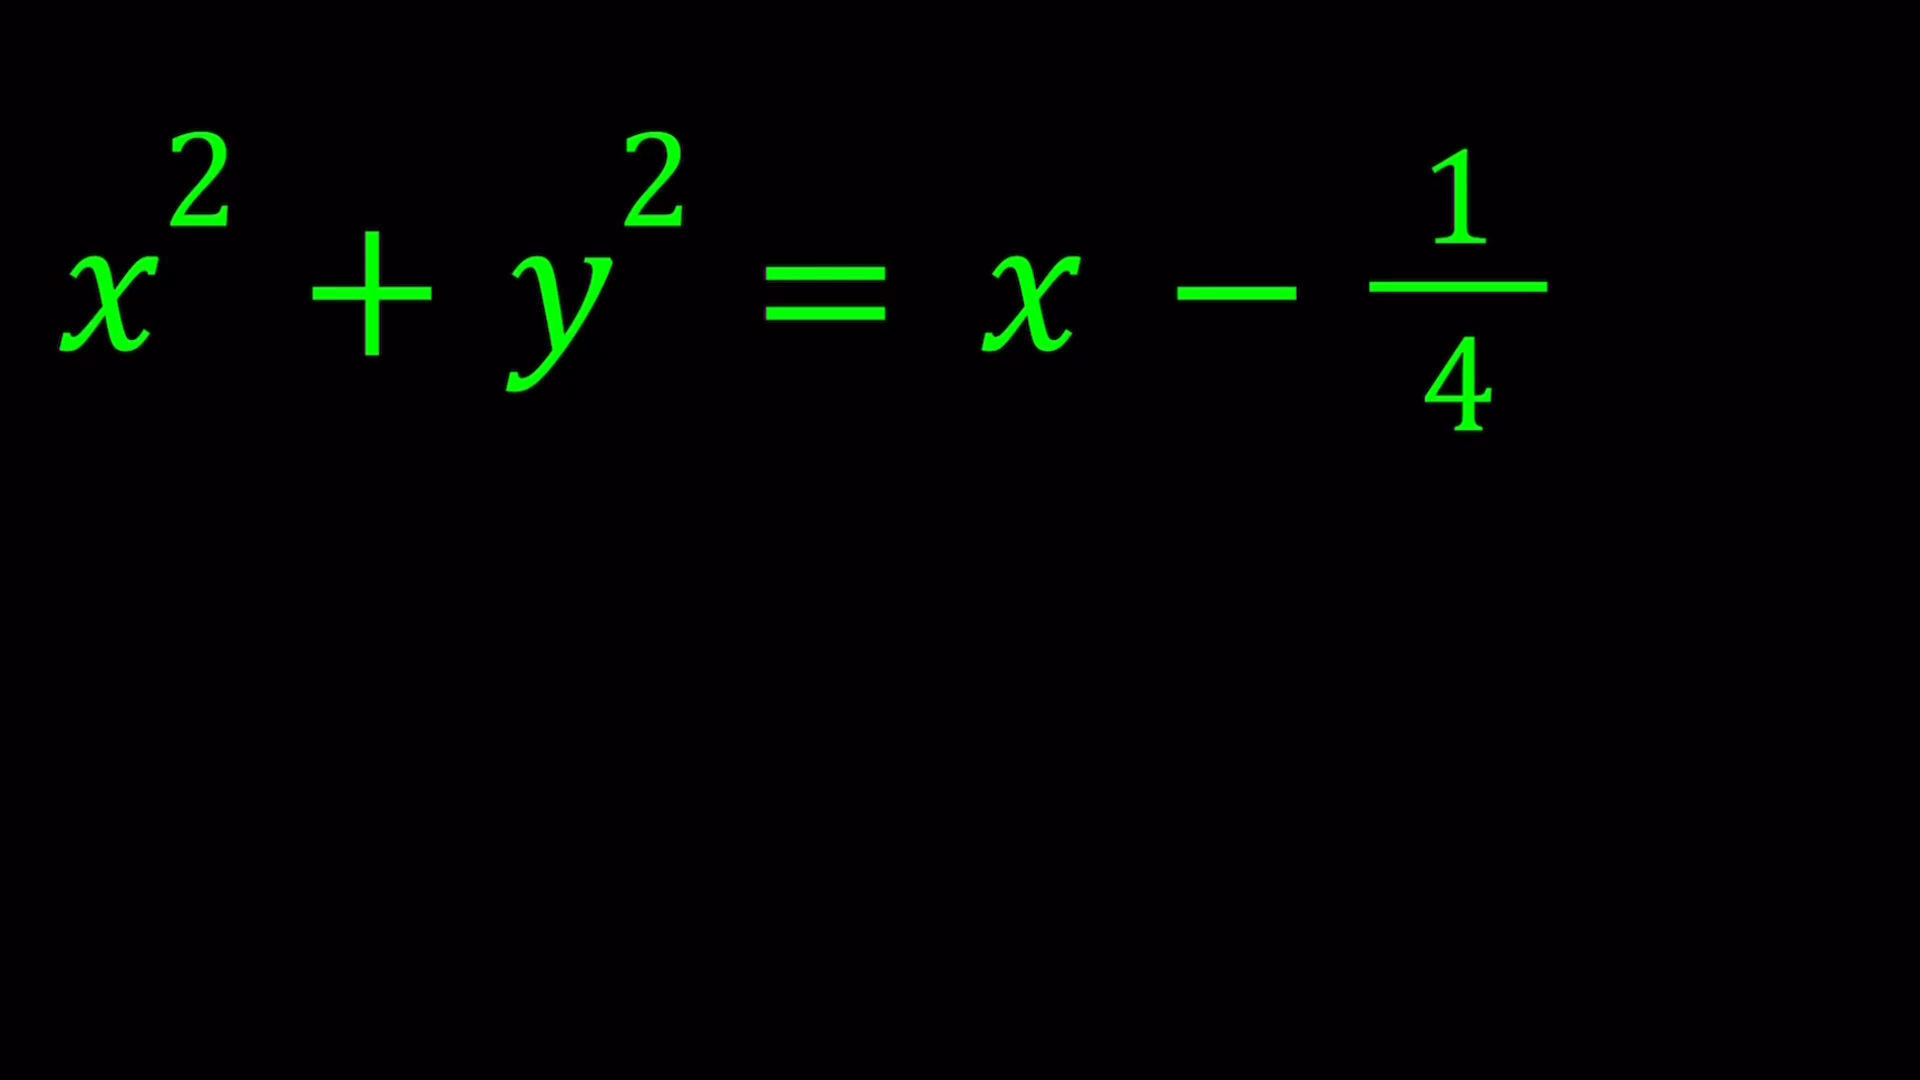 x² + y² = x − 1/4